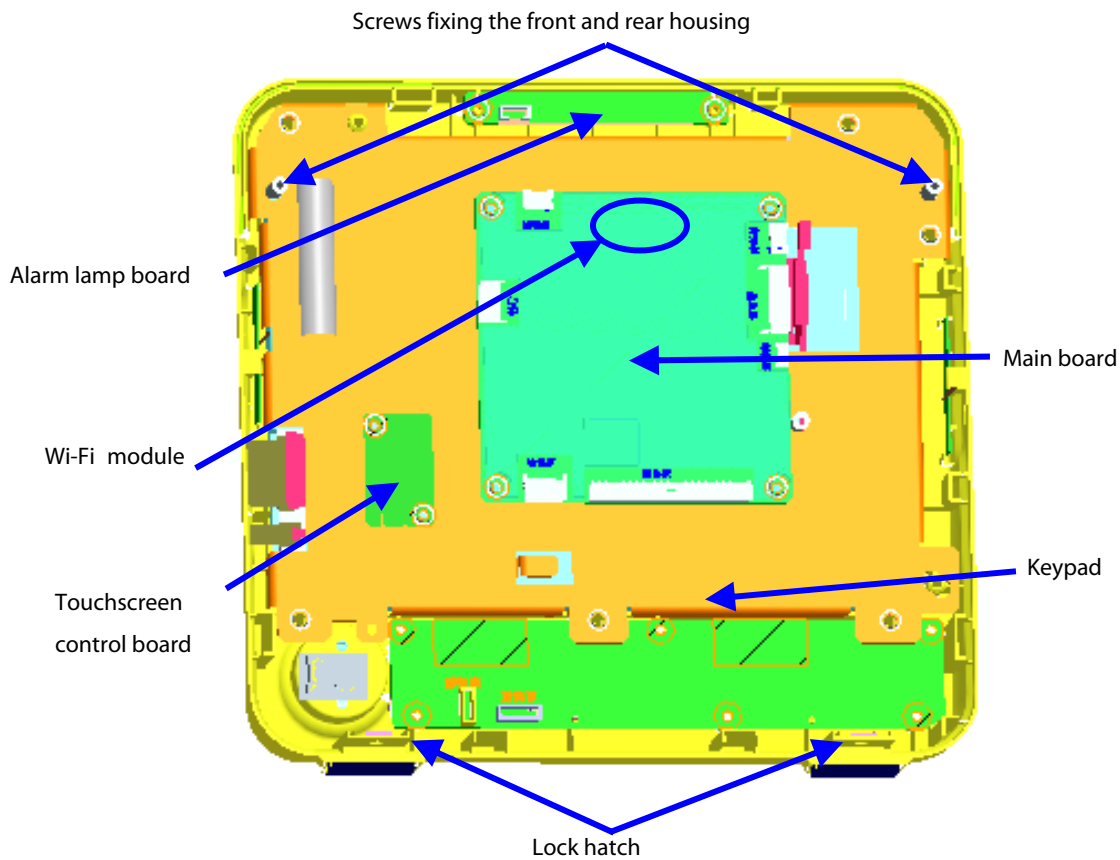 Screws fixing the front and rear housing
Alarm lamp board
Main board
Wi-Fi module
Keypad
Touchscreen
control board
Lock hatch